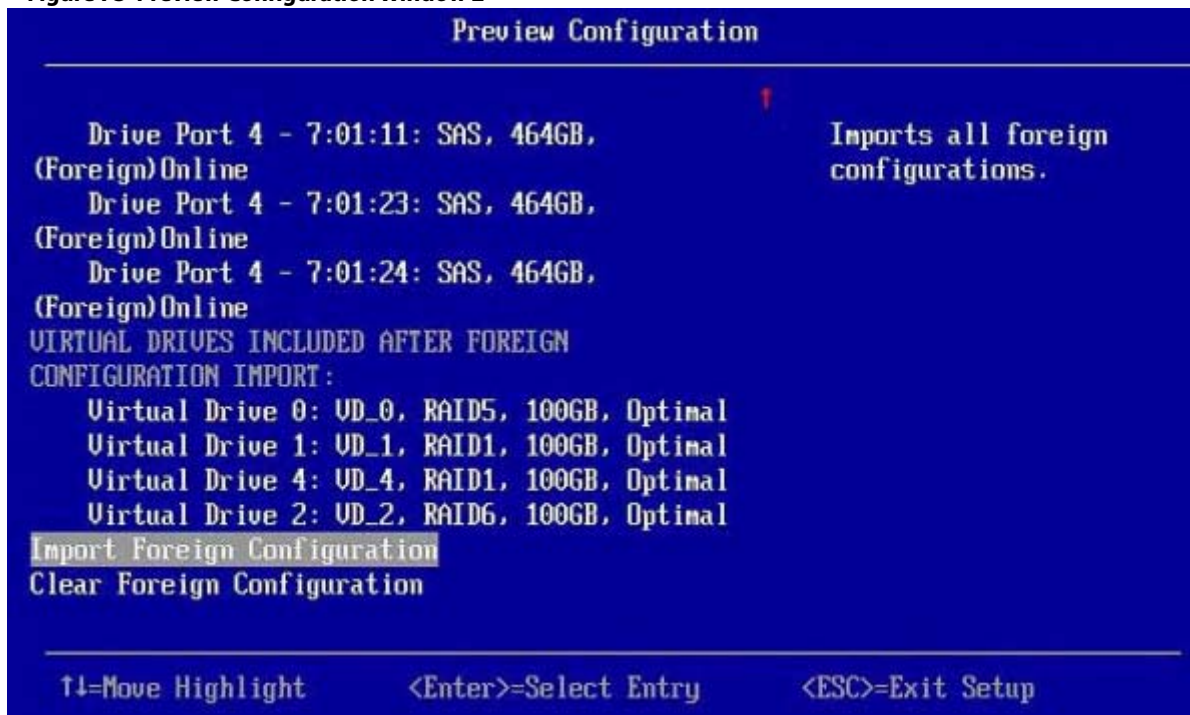 Preview Configuration
Drive Port 4 - 7:01:11: SAS, 464GB,
(Foreign)Online
Drive Port 4 - 7:01:23: SAS, 464GB,
(Foreign)Online
Drive Port 4 - 7:01:24: SAS, 464GB,
(Foreign)Online
VIRTUAL DRIVES INCLUDED AFTER FOREIGN
CONFIGURATION IMPORT:
Virtual Drive 0: VD_0, RAID5, 100GB, Optimal
Virtual Drive 1: VD_1, RAID1, 100GB, Optimal
Virtual Drive 4: VD_4, RAID1, 100GB, Optimal
Virtual Drive 2: VD_2, RAID6, 100GB, Optimal
Import Foreign Configuration
Clear Foreign Configuration
↑
Imports all foreign
configurations.
↑↓=Move Highlight <Enter>=Select Entry <ESC>=Exit Setup